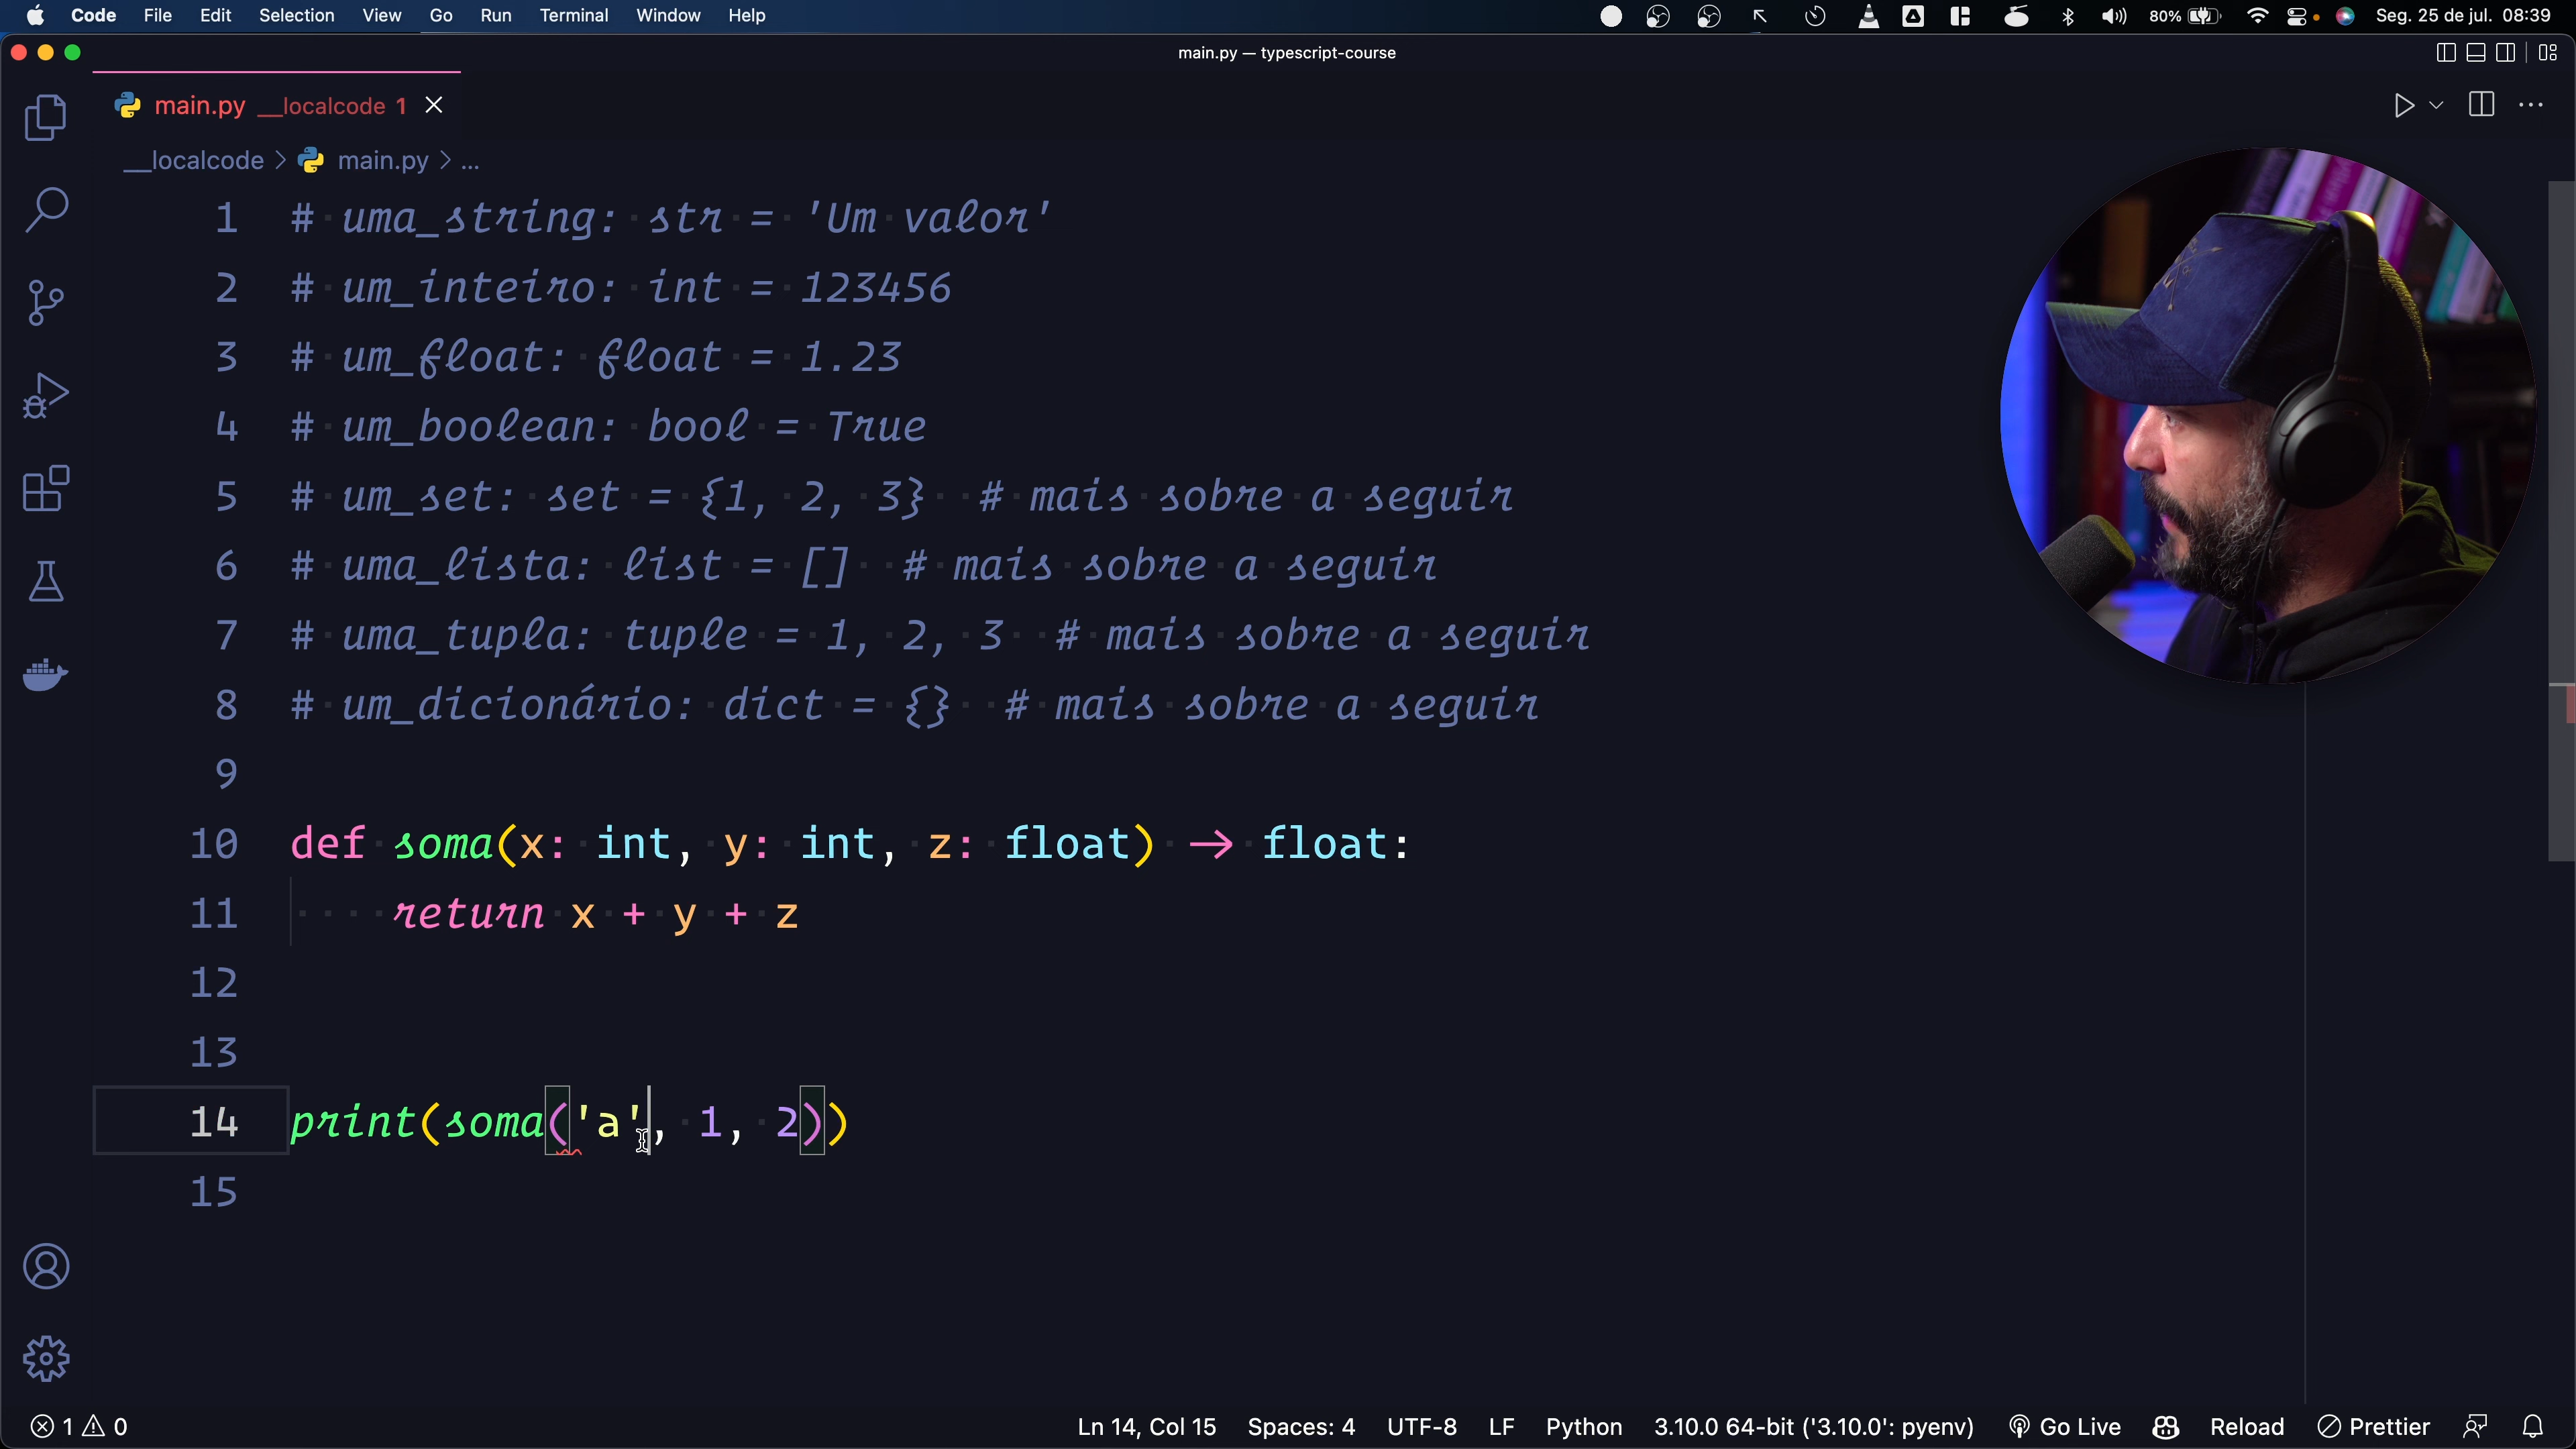 Code File Edit Selection View Go Run Terminal Window Help 80% Seg. 25 de jul. 08:39
main.py — typescript-course
main.py __localcode 1
__localcode > main.py > ...
1 # uma_string: str = 'Um valor'
2 # um_inteiro: int = 123456
3 # um_float: float = 1.23
4 # um_boolean: bool = True
5 # um_set: set = {1, 2, 3}  # mais sobre a seguir
6 # uma_lista: list = []  # mais sobre a seguir
7 # uma_tupla: tuple = 1, 2, 3  # mais sobre a seguir
8 # um_dicionário: dict = {}  # mais sobre a seguir
9
10 def soma(x: int, y: int, z: float) -> float:
11     return x + y + z
12
13
14 print(soma('a', 1, 2))
15
1 0 Ln 14, Col 15 Spaces: 4 UTF-8 LF Python 3.10.0 64-bit ('3.10.0': pyenv) Go Live Reload Prettier